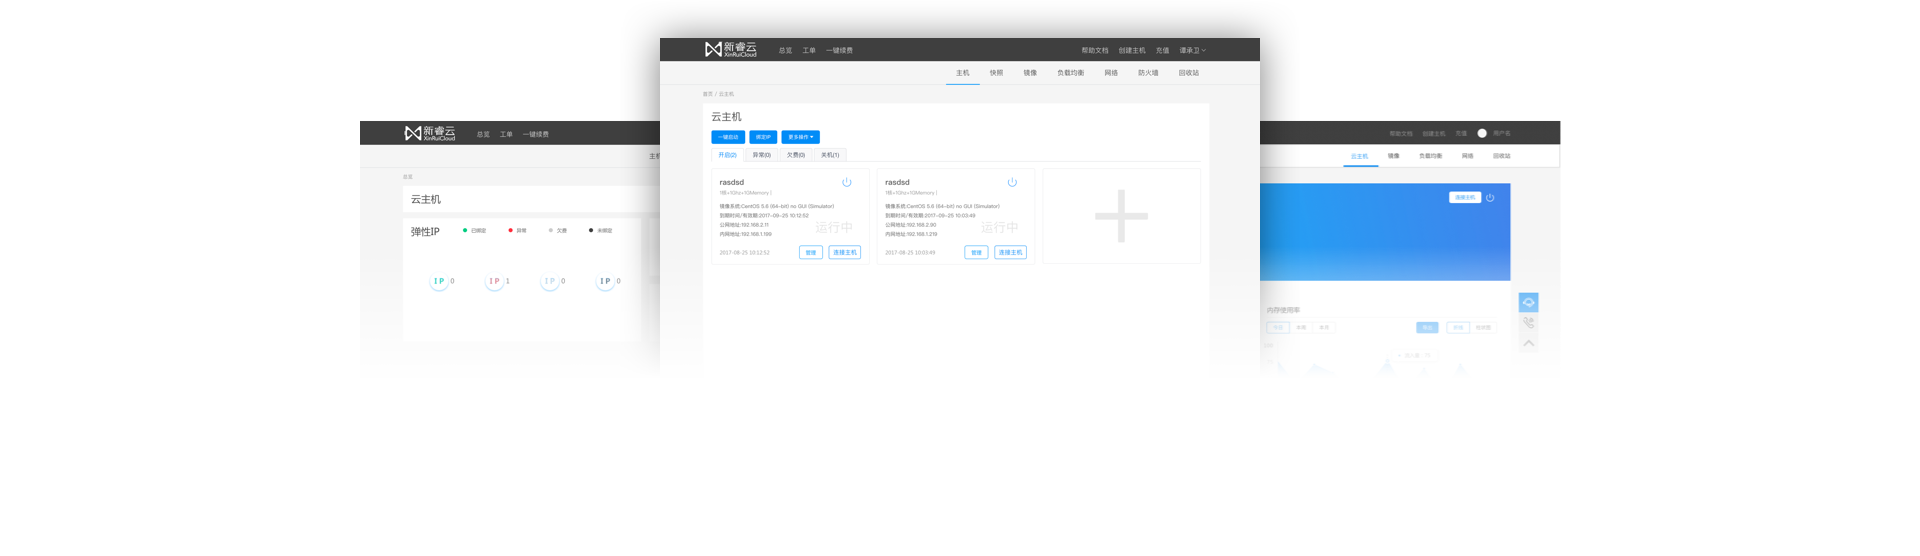 新睿云
XinRuiCloud
总览 工单 一键续费
帮助文档 创建主机 充值 谭承卫
主机 快照 镜像 负载均衡 网络 防火墙 回收站
首页 / 云主机
云主机
一键启动 绑定IP 更多操作
开启(2) 异常(0) 欠费(0) 关机(1)
rasdsd
1核+1Ghz+1GMemory |
镜像系统:CentOS 5.6 (64-bit) no GUI (Simulator)
到期时间/有效期:2017-09-25 10:12:52
公网地址:192.168.2.11
内网地址:192.168.1.199
运行中
2017-08-25 10:12:52
管理 连接主机
rasdsd
1核+1Ghz+1GMemory |
镜像系统:CentOS 5.6 (64-bit) no GUI (Simulator)
到期时间/有效期:2017-09-25 10:03:49
公网地址:192.168.2.90
内网地址:192.168.1.219
运行中
2017-08-25 10:03:49
管理 连接主机
新睿云
XinRuiCloud
总览 工单 一键续费
主机
总览
云主机
弹性IP
已绑定 异常 欠费 未绑定
IP 0 IP 1 IP 0 IP 0
帮助文档 创建主机 充值 用户名
云主机 镜像 负载均衡 网络 回收站
连接主机
内存使用率